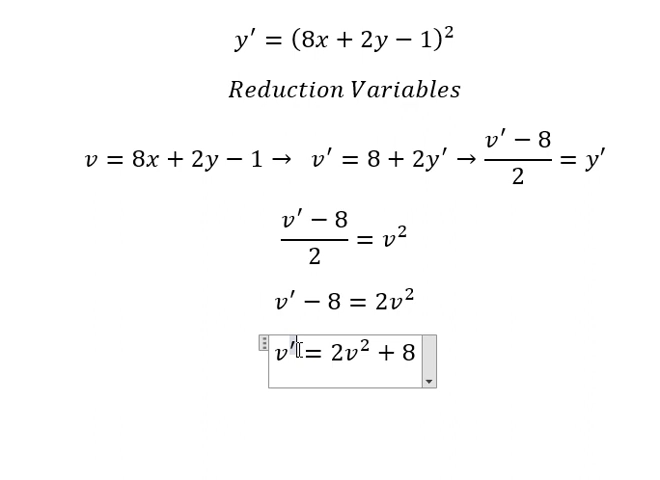 y′ = (8x + 2y − 1)²
Reduction Variables
v = 8x + 2y − 1 → v′ = 8 + 2y′ → (v′ − 8)/2 = y′
(v′ − 8)/2 = v²
v′ − 8 = 2v²
v′ = 2v² + 8